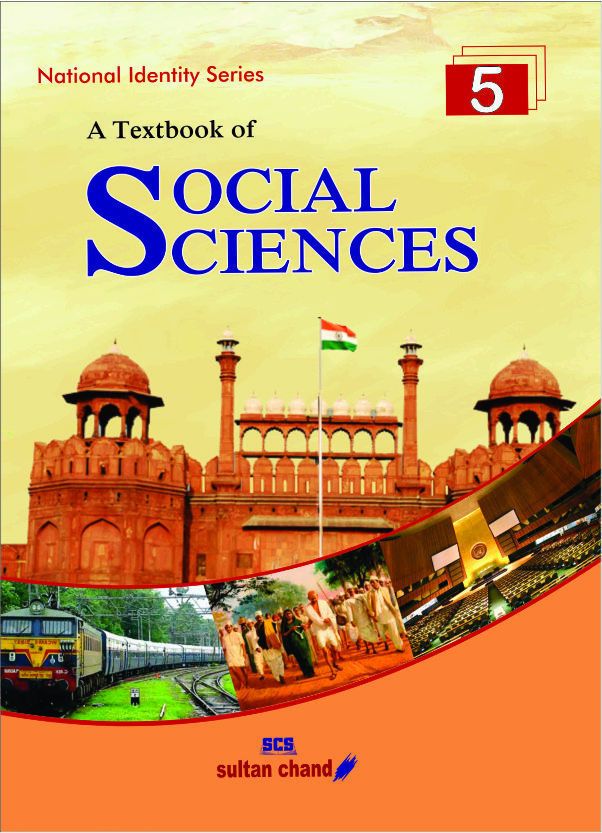 National Identity Series
5
A Textbook of
SOCIAL
SCIENCES
SCS
sultan chand